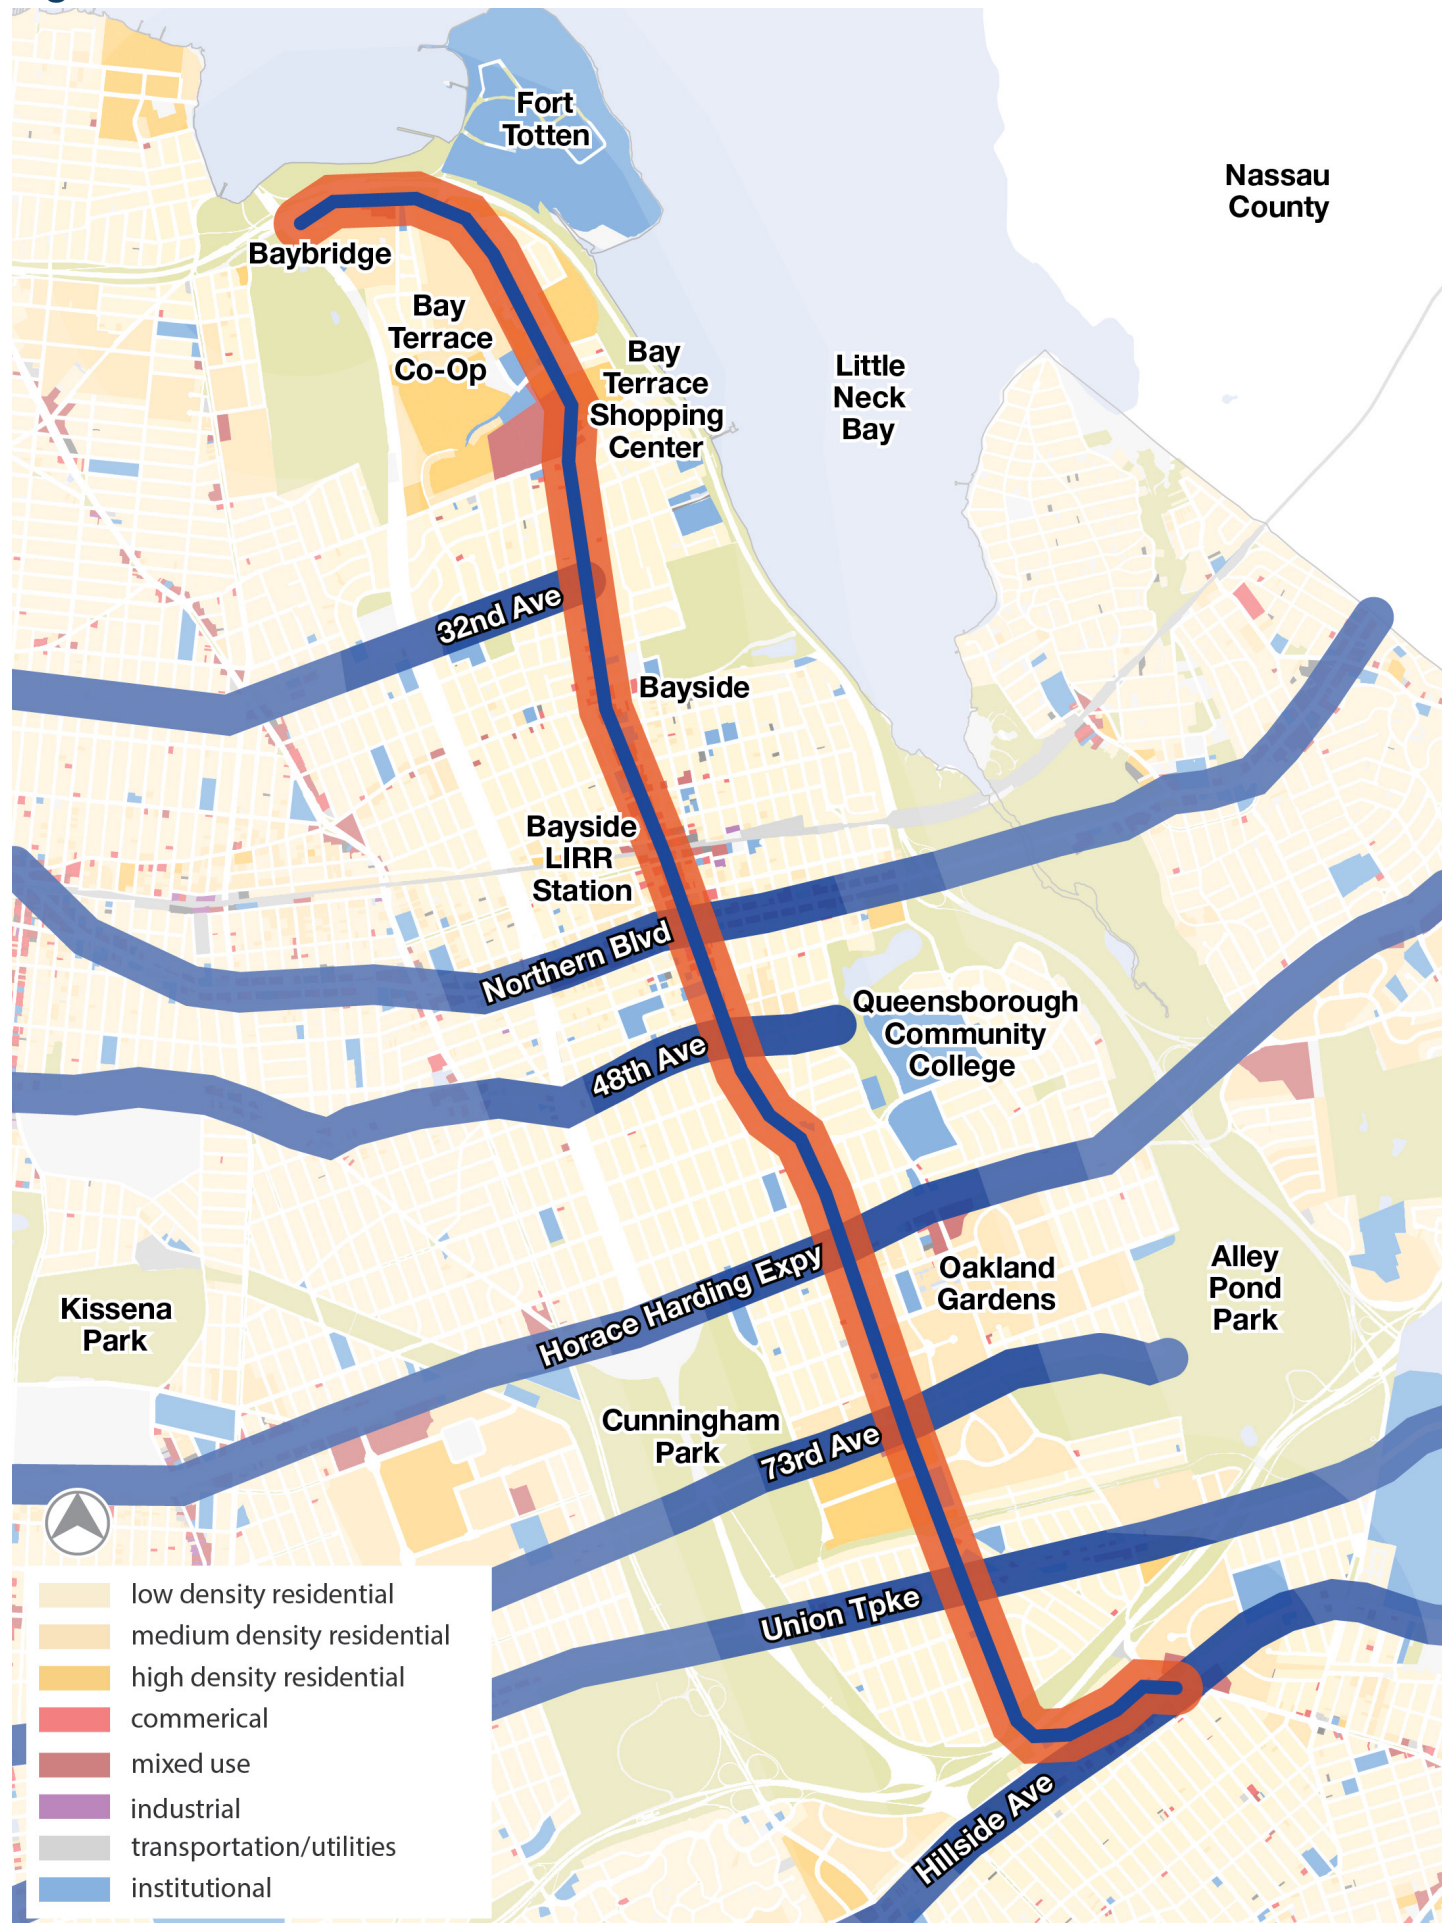 Fort
Totten
Nassau
County
Baybridge
Bay
Terrace
Co-Op
Bay
Terrace
Shopping
Center
Little
Neck
Bay
32nd Ave
Bayside
Bayside
LIRR
Station
Northern Blvd
Queensborough
Community
College
48th Ave
Horace Harding Expy
Oakland
Gardens
Alley
Pond
Park
Kissena
Park
Cunningham
Park
73rd Ave
Union Tpke
Hillside Ave
low density residential
medium density residential
high density residential
commerical
mixed use
industrial
transportation/utilities
institutional